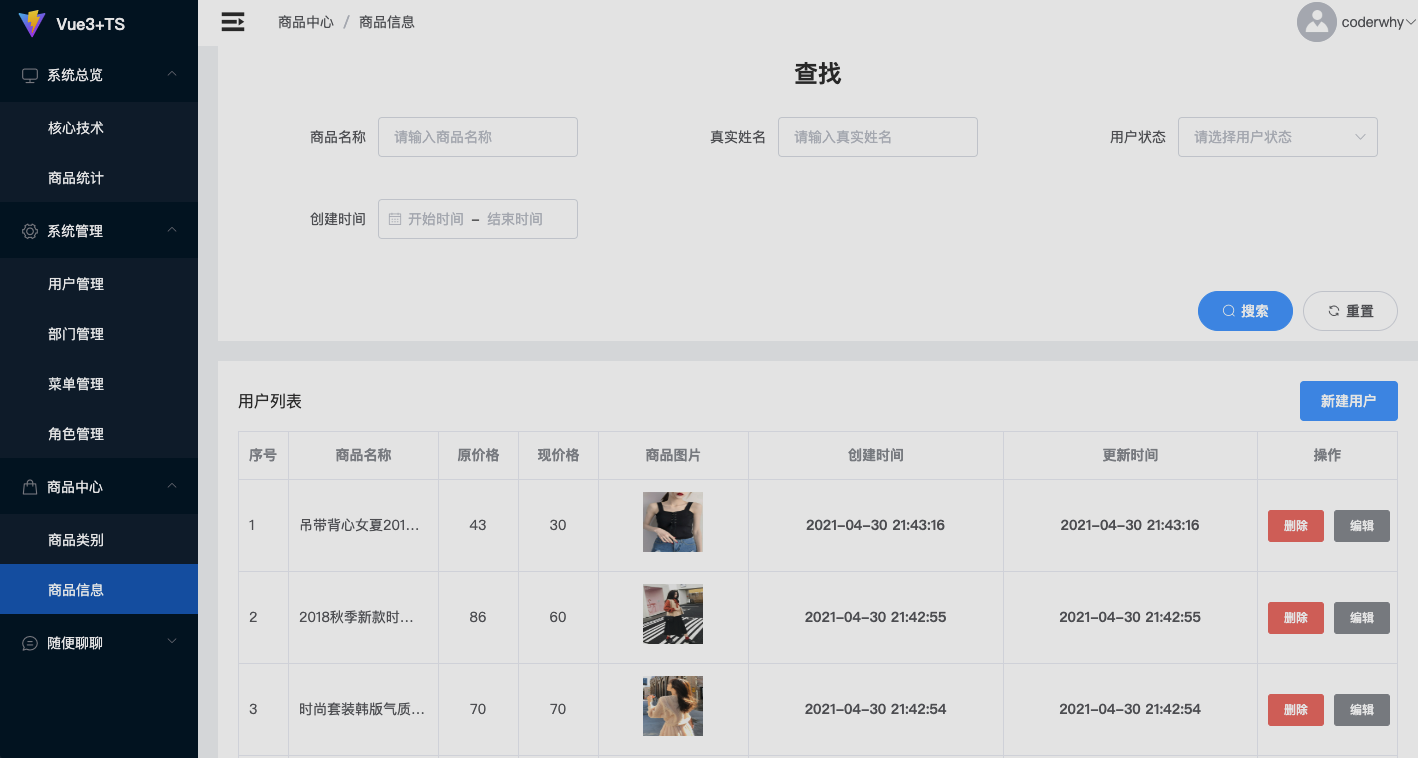 Vue3+TS
商品中心 / 商品信息
coderwhy
系统总览
核心技术
商品统计
系统管理
用户管理
部门管理
菜单管理
角色管理
商品中心
商品类别
商品信息
随便聊聊
查找
商品名称 请输入商品名称 真实姓名 请输入真实姓名 用户状态 请选择用户状态
创建时间 开始时间 - 结束时间
搜索 重置
用户列表 新建用户
序号 商品名称 原价格 现价格 商品图片 创建时间 更新时间 操作
1 吊带背心女夏201... 43 30 2021-04-30 21:43:16 2021-04-30 21:43:16 删除 编辑
2 2018秋季新款时... 86 60 2021-04-30 21:42:55 2021-04-30 21:42:55 删除 编辑
3 时尚套装韩版气质... 70 70 2021-04-30 21:42:54 2021-04-30 21:42:54 删除 编辑